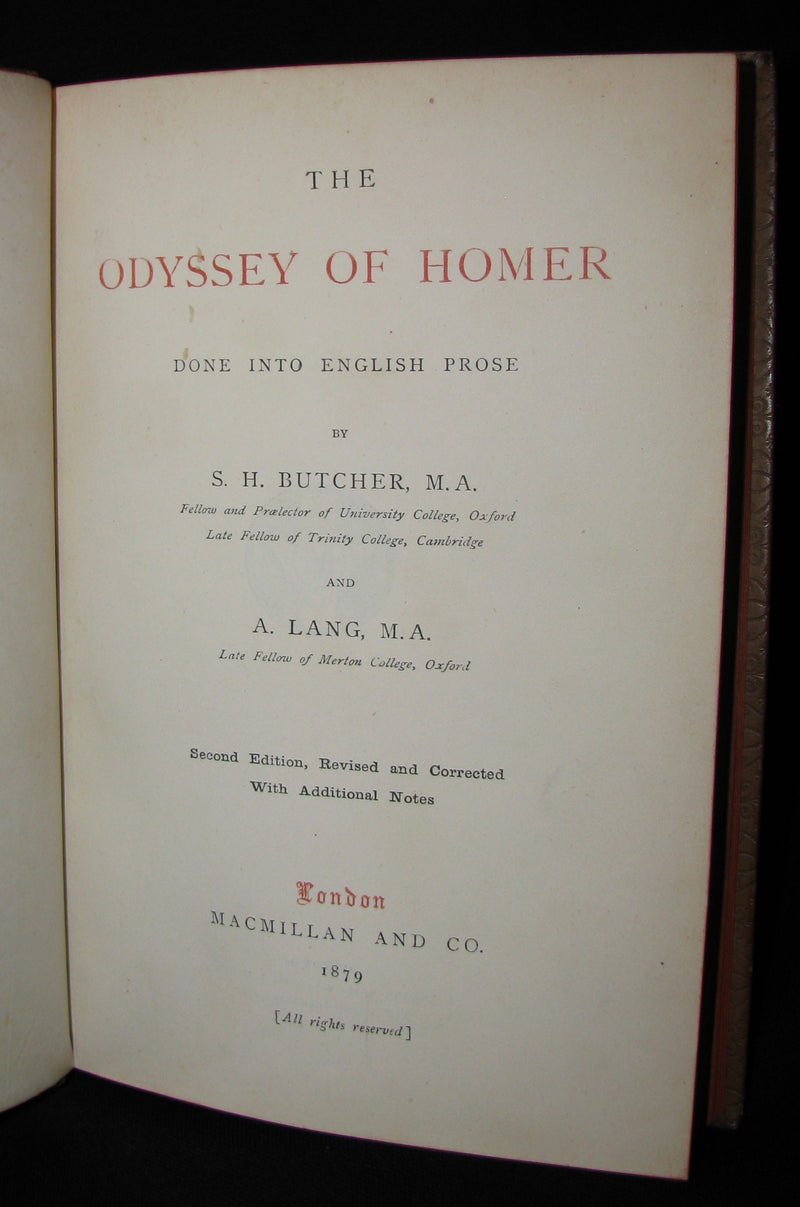 THE
ODYSSEY OF HOMER
DONE INTO ENGLISH PROSE
BY
S. H. BUTCHER, M.A.
Fellow and Prælector of University College, Oxford
Late Fellow of Trinity College, Cambridge
AND
A. LANG, M.A.
Late Fellow of Merton College, Oxford
Second Edition, Revised and Corrected
With Additional Notes
London
MACMILLAN AND CO.
1879
[All rights reserved]